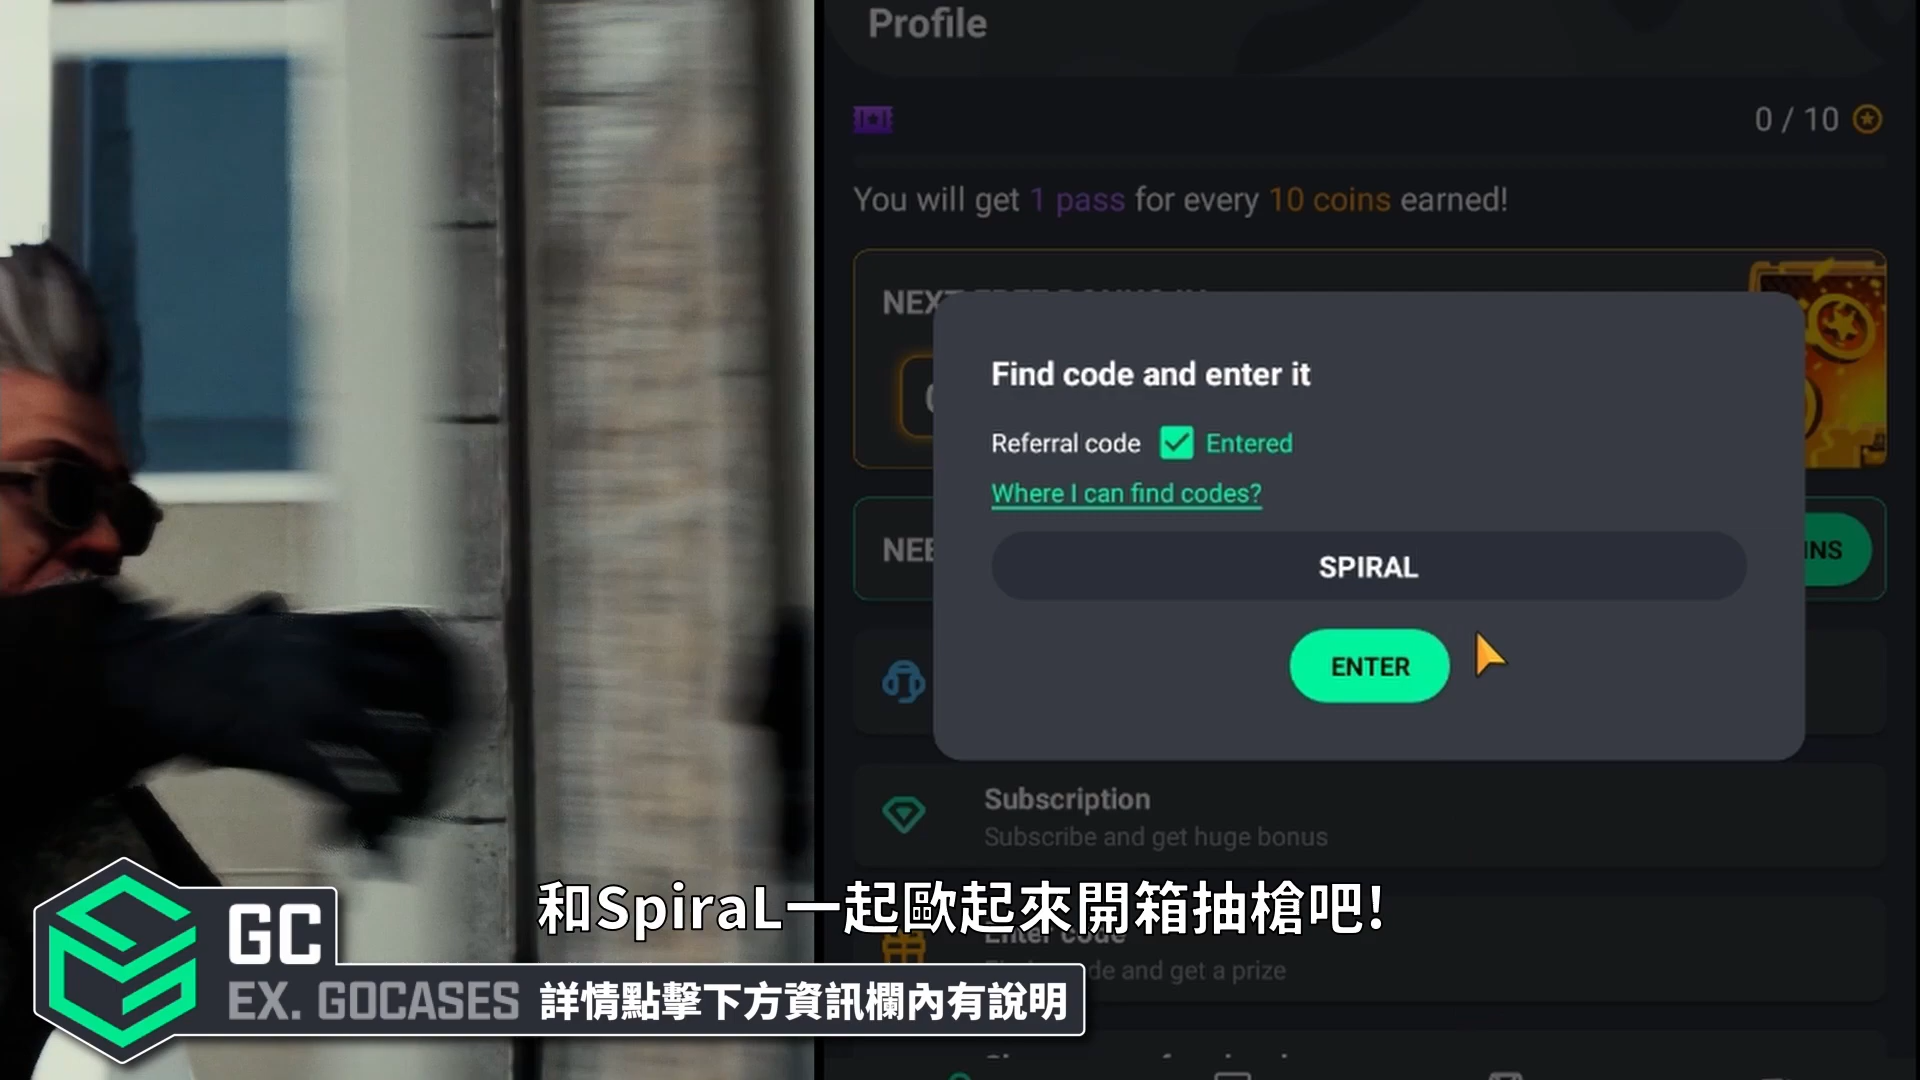 Profile
0 / 10
You will get 1 pass for every 10 coins earned!
Find code and enter it
Referral code Entered
Where I can find codes?
SPIRAL
ENTER
Subscription
Subscribe and get huge bonus
Enter code
and get a prize
和SpiraL一起歐起來開箱抽槍吧!
GC
EX. GOCASES 詳情點擊下方資訊欄內有說明